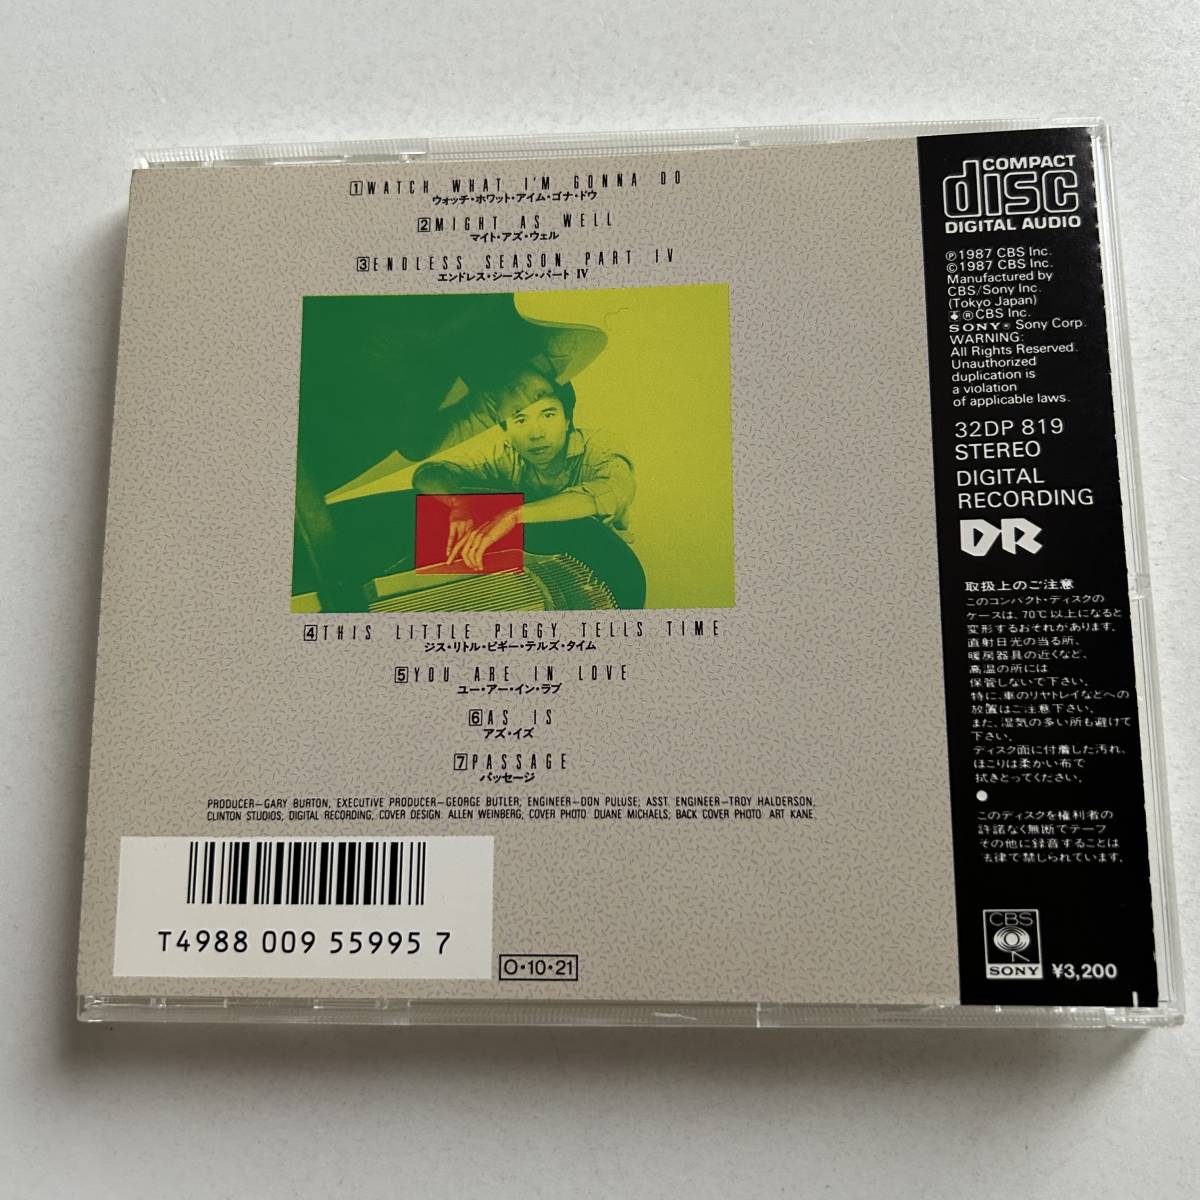 1 WATCH WHAT I'M GONNA DO
ウォッチ・ホワット・アイム・ゴナ・ドウ
2 MIGHT AS WELL
マイト・アズ・ウェル
3 ENDLESS SEASON PART IV
エンドレス・シーズン・パート IV
4 THIS LITTLE PIGGY TELLS TIME
ジス・リトル・ピギー・テルズ・タイム
5 YOU ARE IN LOVE
ユー・アー・イン・ラブ
6 AS IS
アズ・イズ
7 PASSAGE
パッセージ
PRODUCER—GARY BURTON; EXECUTIVE PRODUCER—GEORGE BUTLER; ENGINEER—DON PULUSE; ASST. ENGINEER—TROY HALDERSON,
CLINTON STUDIOS; DIGITAL RECORDING; COVER DESIGN: ALLEN WEINBERG; COVER PHOTO: DUANE MICHAELS; BACK COVER PHOTO: ART KANE.
T4988 009 55995 7
O・10・21
COMPACT
disc
DIGITAL AUDIO
Ⓟ1987 CBS Inc.
©1987 CBS Inc.
Manufactured by
CBS/Sony Inc.
(Tokyo Japan)
®CBS Inc.
SONY® Sony Corp.
WARNING:
All Rights Reserved.
Unauthorized
duplication is
a violation
of applicable laws.
32DP 819
STEREO
DIGITAL
RECORDING
DR
取扱上のご注意
このコンパクト・ディスクの
ケースは、70℃以上になると
変形するおそれがあります。
直射日光の当る所、
暖房器具の近くなど、
高温の所には
保管しないで下さい。
特に、車のリヤトレイなどへの
放置はご注意下さい。
また、湿気の多い所も避けて
下さい。
ディスク面に付着した汚れ、
ほこりは柔かい布で
拭きとってください。
●
このディスクを権利者の
許諾なく無断でテープ
その他に録音することは
法律で禁じられています。
CBS
SONY
¥3,200